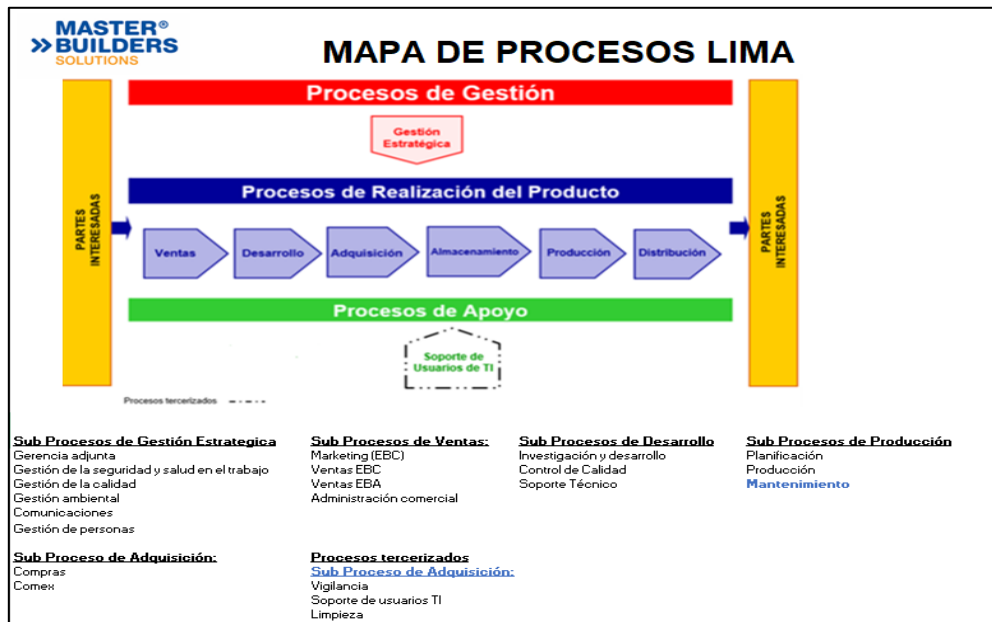 MASTER®
BUILDERS
SOLUTIONS
MAPA DE PROCESOS LIMA
Procesos de Gestión
Gestión
Estratégica
PARTES
INTERESADAS
Procesos de Realización del Producto
PARTES
INTERESADAS
Ventas
Desarrollo
Adquisición
Almacenamiento
Producción
Distribución
Procesos de Apoyo
Soporte de
Usuarios de TI
Procesos tercerizados
Sub Procesos de Gestión Estrategica
Gerencia adjunta
Gestión de la seguridad y salud en el trabajo
Gestión de la calidad
Gestión ambiental
Comunicaciones
Gestión de personas
Sub Procesos de Ventas:
Marketing (EBC)
Ventas EBC
Ventas EBA
Administración comercial
Sub Procesos de Desarrollo
Investigación y desarrollo
Control de Calidad
Soporte Técnico
Sub Procesos de Producción
Planificación
Producción
Mantenimiento
Sub Proceso de Adquisición:
Compras
Comex
Procesos tercerizados
Sub Proceso de Adquisición:
Vigilancia
Soporte de usuarios TI
Limpieza